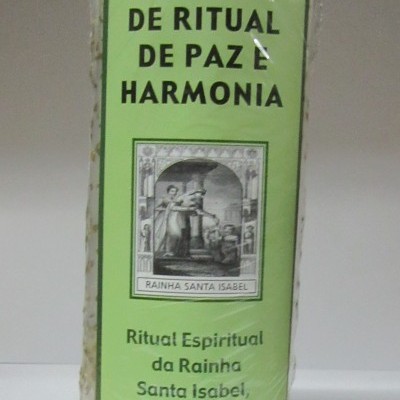 DE RITUAL
DE PAZ E
HARMONIA
RAINHA SANTA ISABEL
Ritual Espiritual
da Rainha
Santa Isabel,